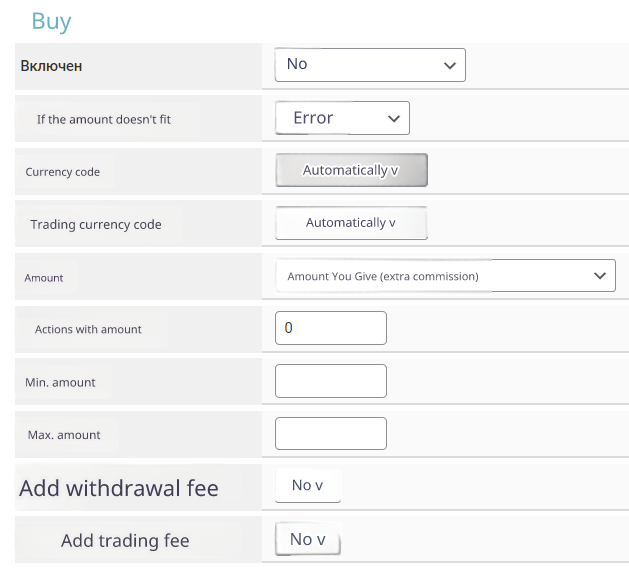 Buy
Включен
No
If the amount doesn't fit
Error
Currency code
Automatically v
Trading currency code
Automatically v
Amount
Amount You Give (extra commission)
Actions with amount
0
Min. amount
Max. amount
Add withdrawal fee
No v
Add trading fee
No v